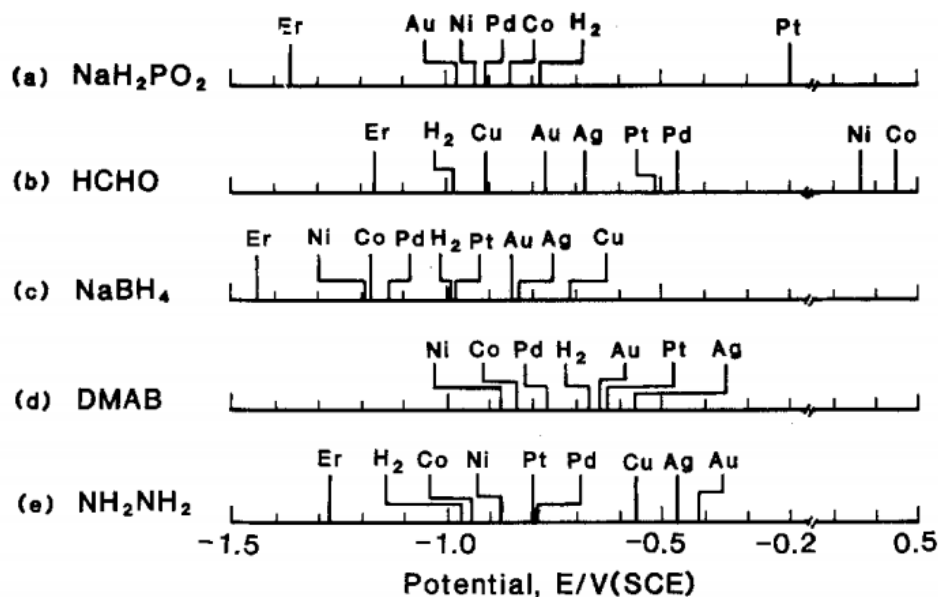 Er Au Ni Pd Co H₂ Pt
(a) NaH₂PO₂
Er H₂ Cu Au Ag Pt Pd Ni Co
(b) HCHO
Er Ni Co Pd H₂ Pt Au Ag Cu
(c) NaBH₄
Ni Co Pd H₂ Au Pt Ag
(d) DMAB
Er H₂ Co Ni Pt Pd Cu Ag Au
(e) NH₂NH₂
-1.5 -1.0 -0.5 -0.2 0.5
Potential, E/V(SCE)